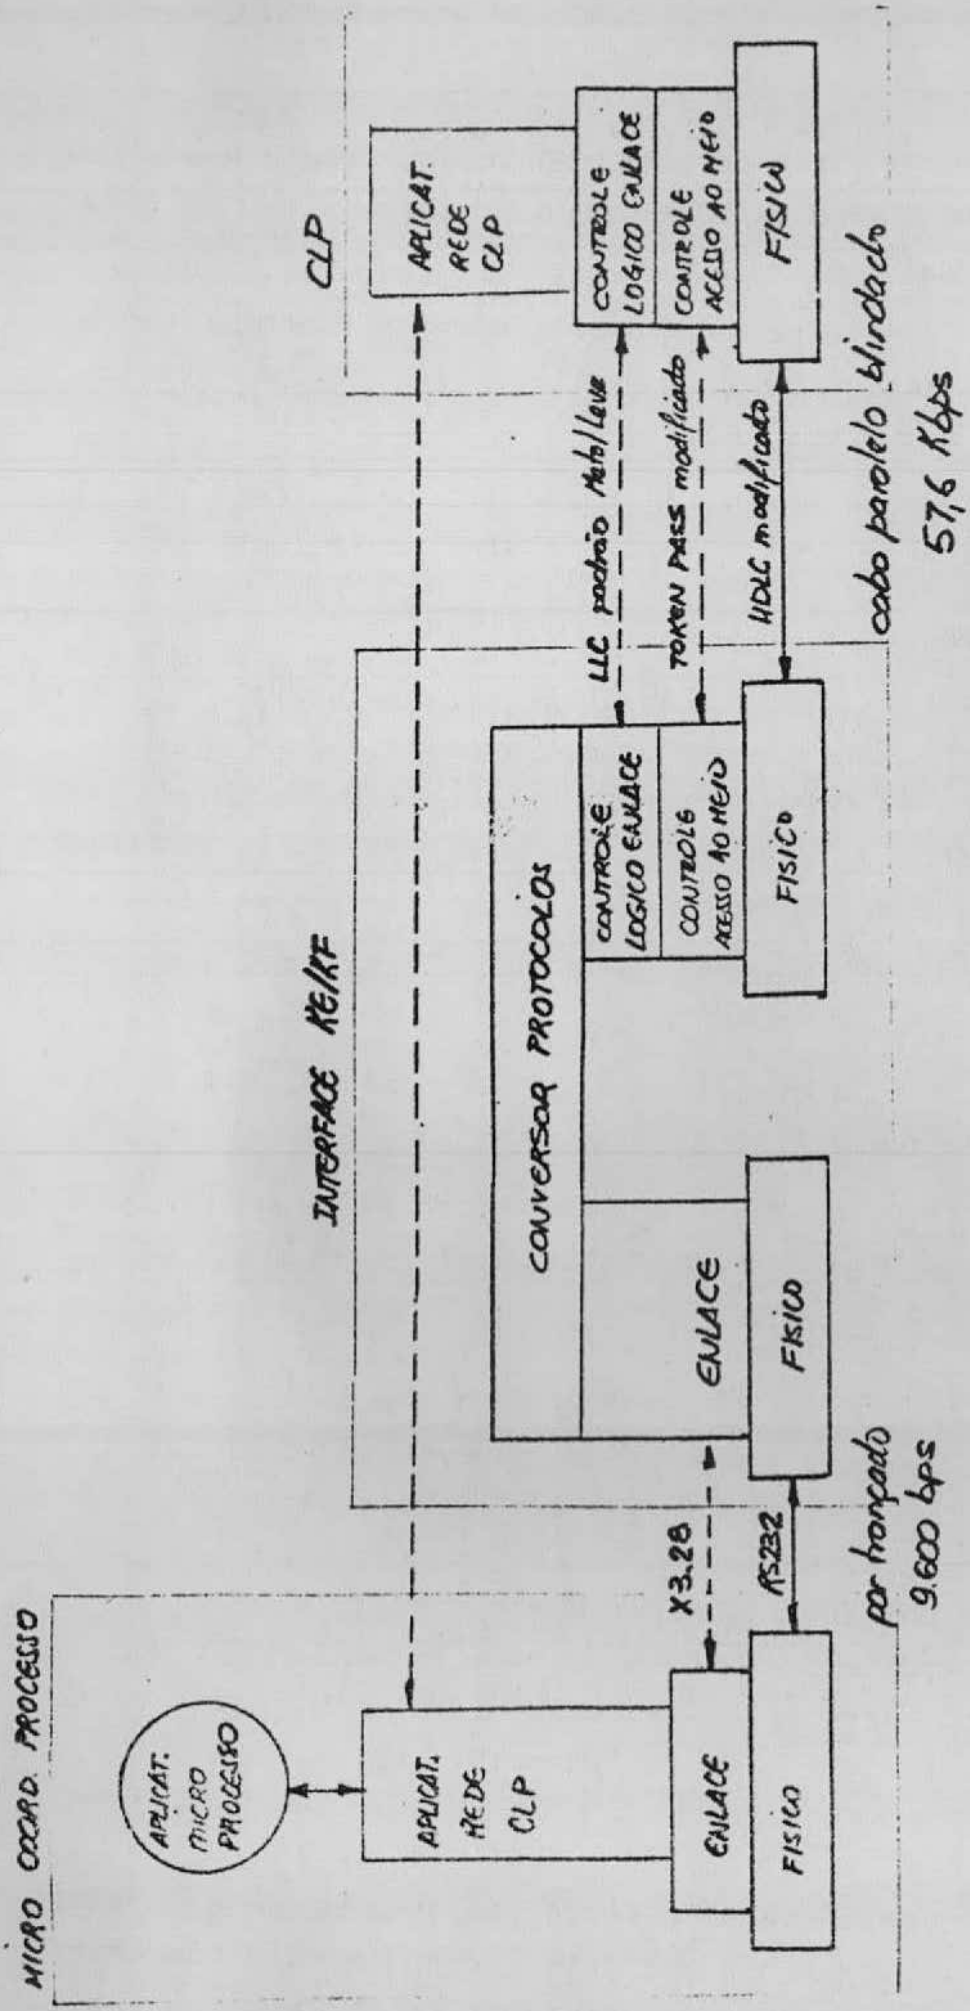 MICRO COORD. PROCESSO
APLICAT.
MICRO
PROCESSO
APLICAT.
REDE
CLP
ENLACE
FISICO
X3.28
RS232
par trançado
9.600 bps
INTERFACE KE/KF
CONVERSOR PROTOCOLOS
ENLACE
FISICO
CONTROLE
LOGICO ENLACE
CONTROLE
ACESSO AO MEIO
FISICO
LLC padrão
TOKEN PASS modificado
HDLC modificado
cabo paralelo blindado
57,6 Kbps
CLP
APLICAT.
REDE
CLP
CONTROLE
LOGICO ENLACE
CONTROLE
ACESSO AO MEIO
FISICO